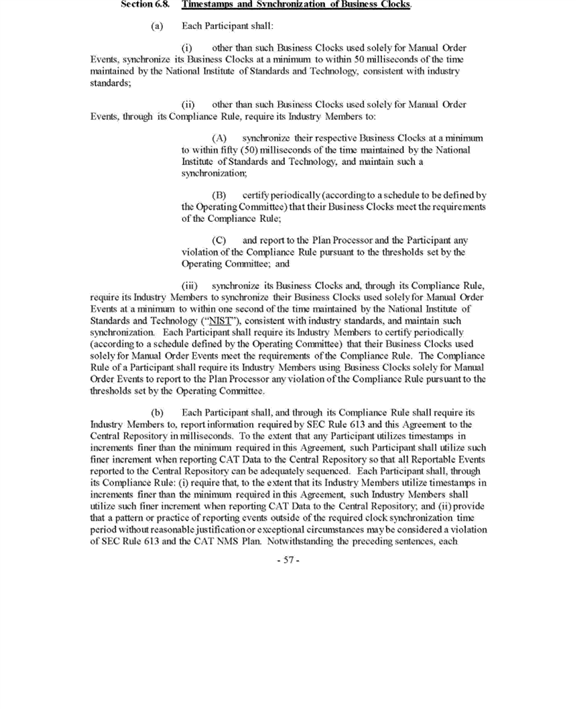 Section 6.8. Timestamps and Synchronization of Business Clocks.
(a) Each Participant shall:
(i) other than such Business Clocks used solely for Manual Order
Events, synchronize its Business Clocks at a minimum to within 50 milliseconds of the time
maintained by the National Institute of Standards and Technology, consistent with industry
standards;
(ii) other than such Business Clocks used solely for Manual Order
Events, through its Compliance Rule, require its Industry Members to:
(A) synchronize their respective Business Clocks at a minimum
to within fifty (50) milliseconds of the time maintained by the National
Institute of Standards and Technology, and maintain such a
synchronization;
(B) certify periodically (according to a schedule to be defined by
the Operating Committee) that their Business Clocks meet the requirements
of the Compliance Rule;
(C) and report to the Plan Processor and the Participant any
violation of the Compliance Rule pursuant to the thresholds set by the
Operating Committee; and
(iii) synchronize its Business Clocks and, through its Compliance Rule,
require its Industry Members to synchronize their Business Clocks used solely for Manual Order
Events at a minimum to within one second of the time maintained by the National Institute of
Standards and Technology (“NIST”), consistent with industry standards, and maintain such
synchronization. Each Participant shall require its Industry Members to certify periodically
(according to a schedule defined by the Operating Committee) that their Business Clocks used
solely for Manual Order Events meet the requirements of the Compliance Rule. The Compliance
Rule of a Participant shall require its Industry Members using Business Clocks solely for Manual
Order Events to report to the Plan Processor any violation of the Compliance Rule pursuant to the
thresholds set by the Operating Committee.
(b) Each Participant shall, and through its Compliance Rule shall require its
Industry Members to, report information required by SEC Rule 613 and this Agreement to the
Central Repository in milliseconds. To the extent that any Participant utilizes timestamps in
increments finer than the minimum required in this Agreement, such Participant shall utilize such
finer increment when reporting CAT Data to the Central Repository so that all Reportable Events
reported to the Central Repository can be adequately sequenced. Each Participant shall, through
its Compliance Rule: (i) require that, to the extent that its Industry Members utilize timestamps in
increments finer than the minimum required in this Agreement, such Industry Members shall
utilize such finer increment when reporting CAT Data to the Central Repository; and (ii) provide
that a pattern or practice of reporting events outside of the required clock synchronization time
period without reasonable justification or exceptional circumstances may be considered a violation
of SEC Rule 613 and the CAT NMS Plan. Notwithstanding the preceding sentences, each
- 57 -